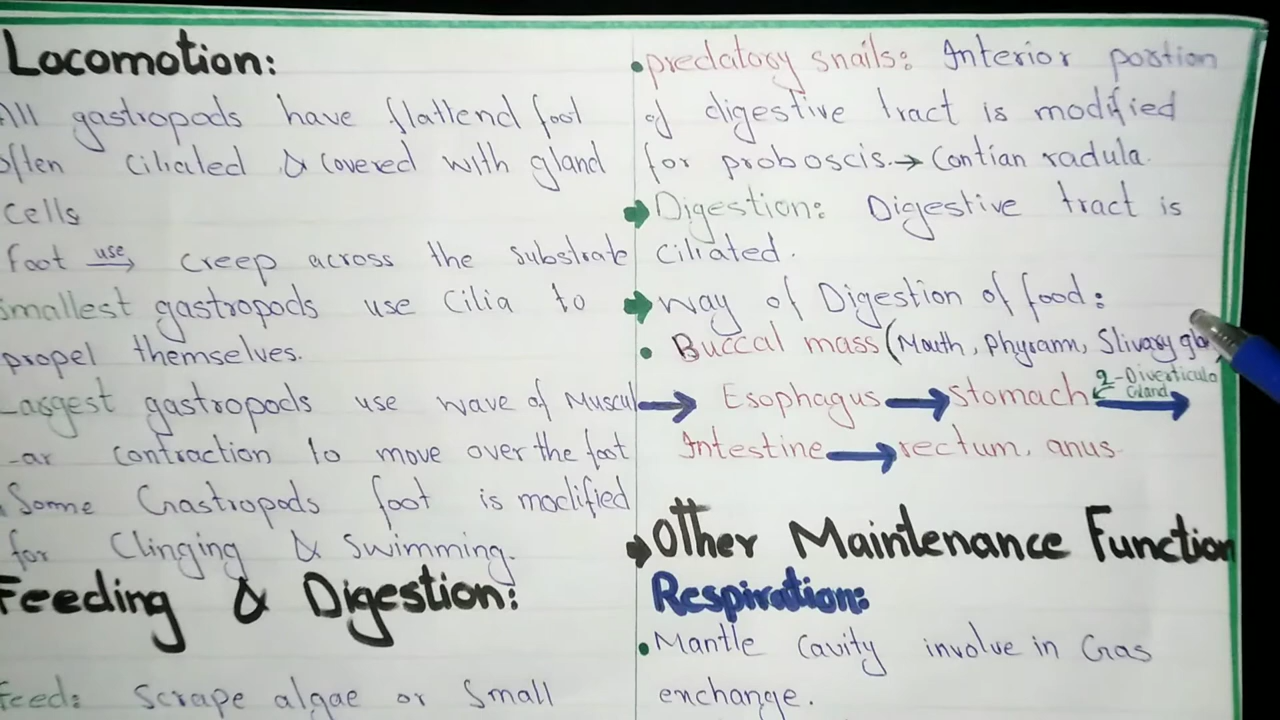 Locomotion:
All gastropods have flattend foot
often ciliated & covered with gland
cells
foot use→ creep across the substrate
smallest gastropods use cilia to
propel themselves.
Largest gastropods use wave of Muscul
-ar contraction to move over the foot
Some Gastropods foot is modified
for Clinging & Swimming.
Feeding & Digestion:
feed: Scrape algae or Small
• predatory snails: Anterior portion
of digestive tract is modified
for proboscis.→ Contian radula.
Digestion: Digestive tract is
ciliated.
way of Digestion of food:
• Buccal mass (Mouth, Phyrann, Slivary
→ Esophagus → Stomach 2-Diverticulo
Gland →
Intestine → rectum, anus.
Other Maintenance Function
Respiration:
• Mantle Cavity involve in Gas
exchange.